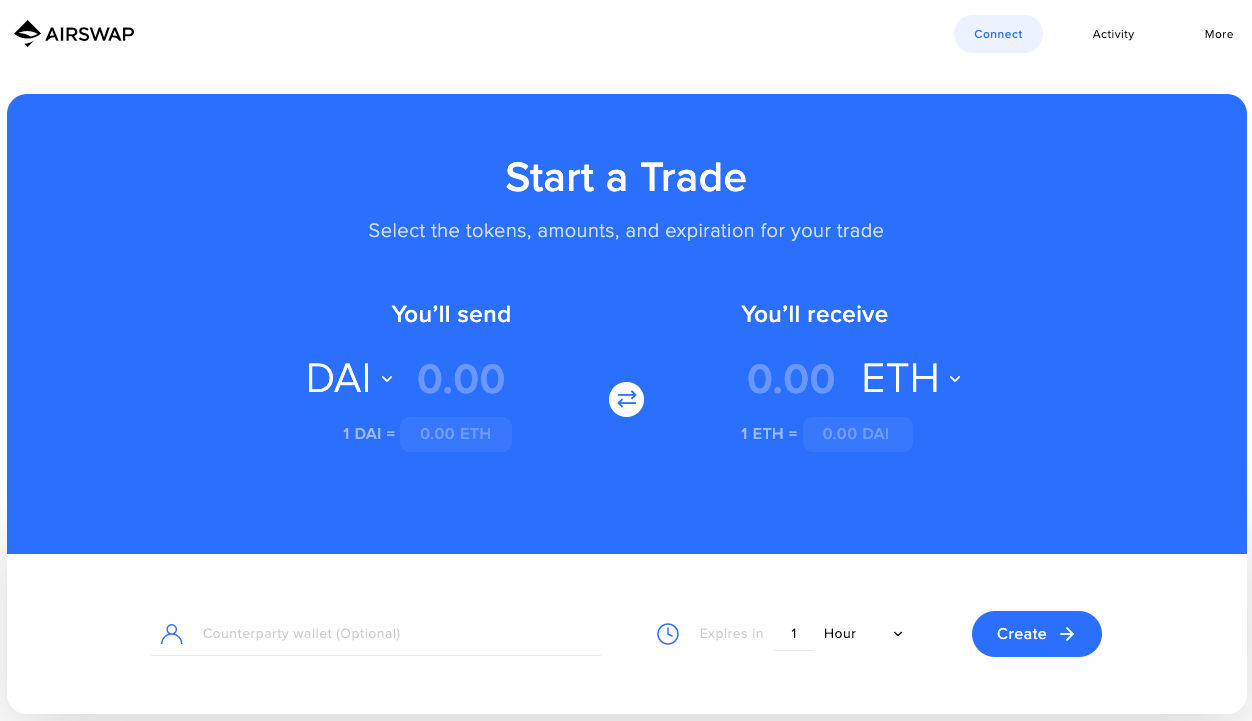 AIRSWAP
Connect
Activity
More
Start a Trade
Select the tokens, amounts, and expiration for your trade
You’ll send
You’ll receive
DAI 0.00
0.00 ETH
1 DAI = 0.00 ETH
1 ETH = 0.00 DAI
Counterparty wallet (Optional)
Expires in 1 Hour
Create